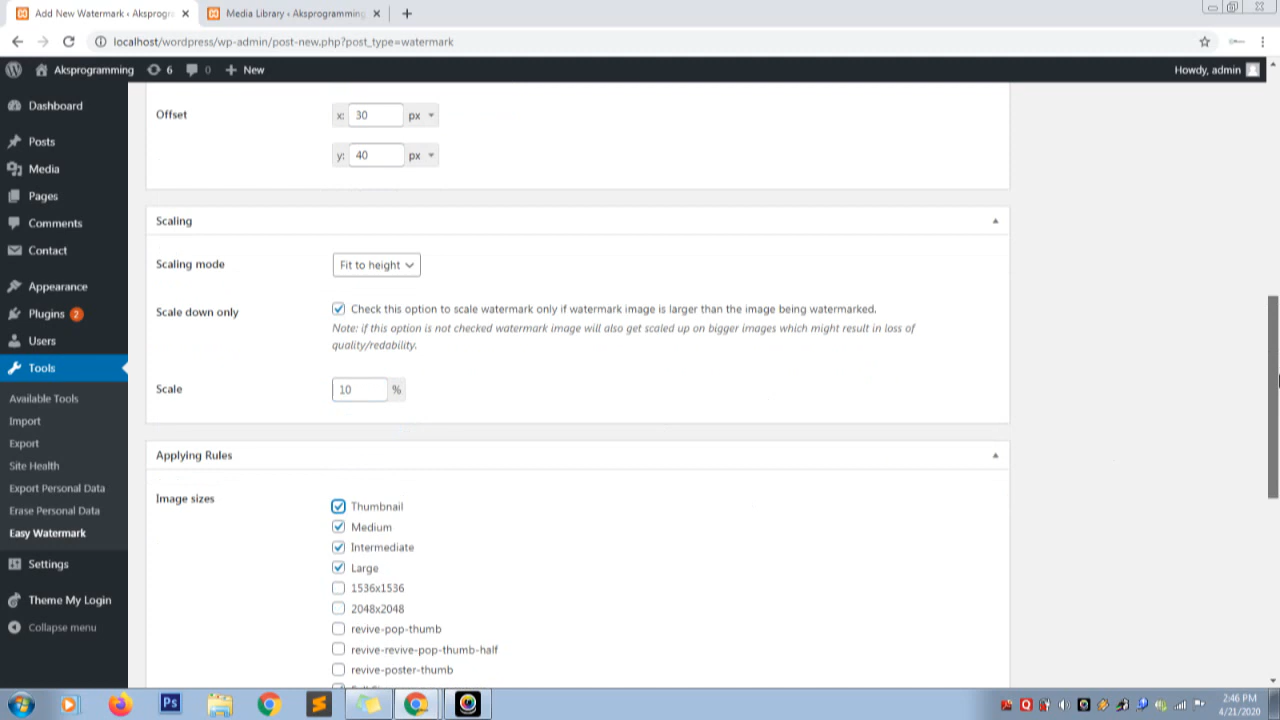 Add New Watermark ‹ Aksprogr
Media Library ‹ Aksprogramming
localhost/wordpress/wp-admin/post-new.php?post_type=watermark
Aksprogramming
6
0
New
Howdy, admin
Dashboard
Posts
Media
Pages
Comments
Contact
Appearance
Plugins 2
Users
Tools
Available Tools
Import
Export
Site Health
Export Personal Data
Erase Personal Data
Easy Watermark
Settings
Theme My Login
Collapse menu
Offset
x: 30 px
y: 40 px
Scaling
Scaling mode
Fit to height
Scale down only
Check this option to scale watermark only if watermark image is larger than the image being watermarked.
Note: if this option is not checked watermark image will also get scaled up on bigger images which might result in loss of
quality/redability.
Scale
10 %
Applying Rules
Image sizes
Thumbnail
Medium
Intermediate
Large
1536x1536
2048x2048
revive-pop-thumb
revive-revive-pop-thumb-half
revive-poster-thumb
Ps
2:46 PM
4/21/2020